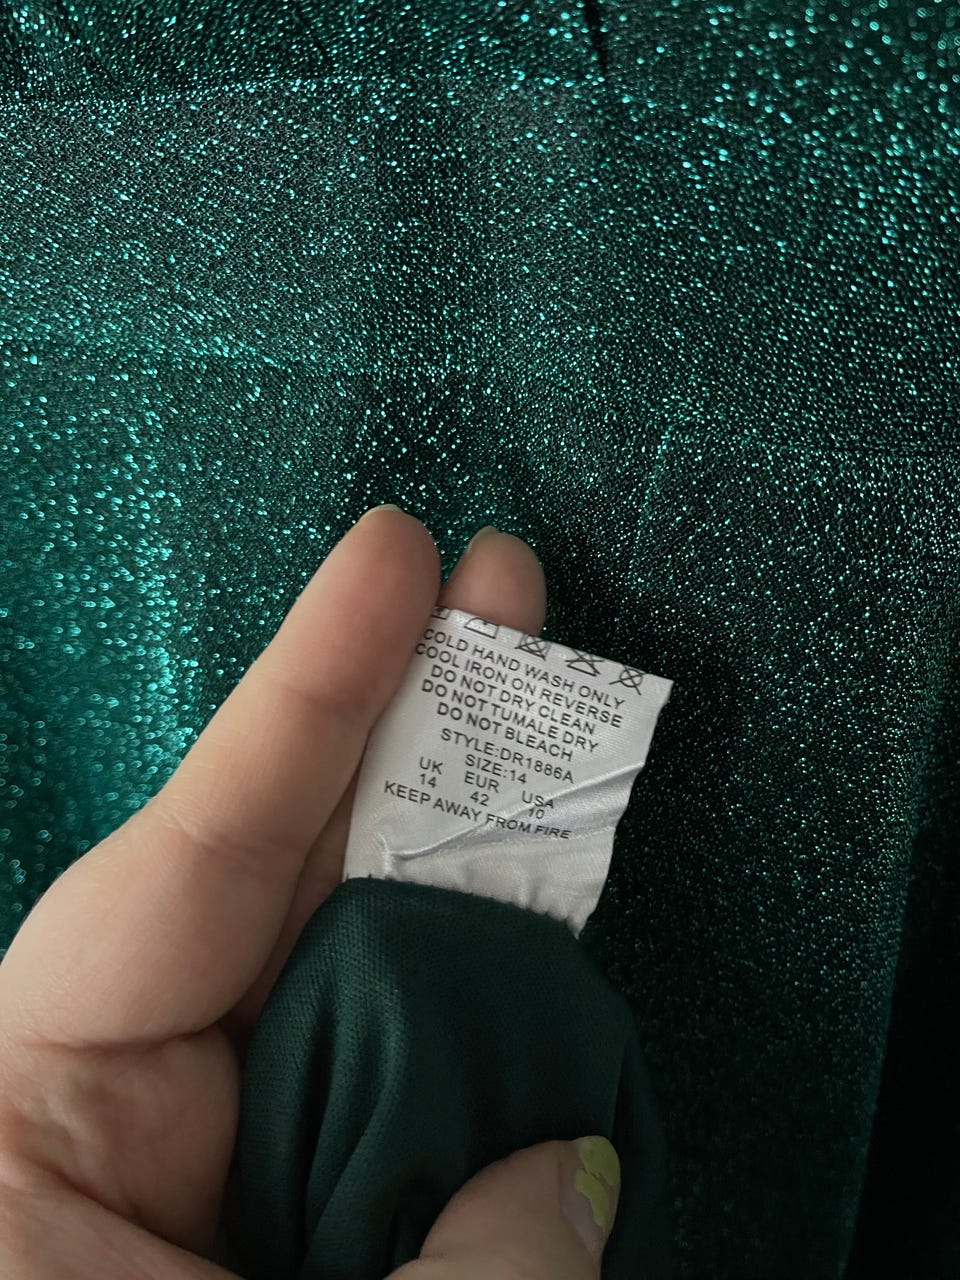 COLD HAND WASH ONLY
COOL IRON ON REVERSE
DO NOT DRY CLEAN
DO NOT TUMALE DRY
DO NOT BLEACH
STYLE:DR1886A
SIZE:14
UK EUR USA
14 42 10
KEEP AWAY FROM FIRE